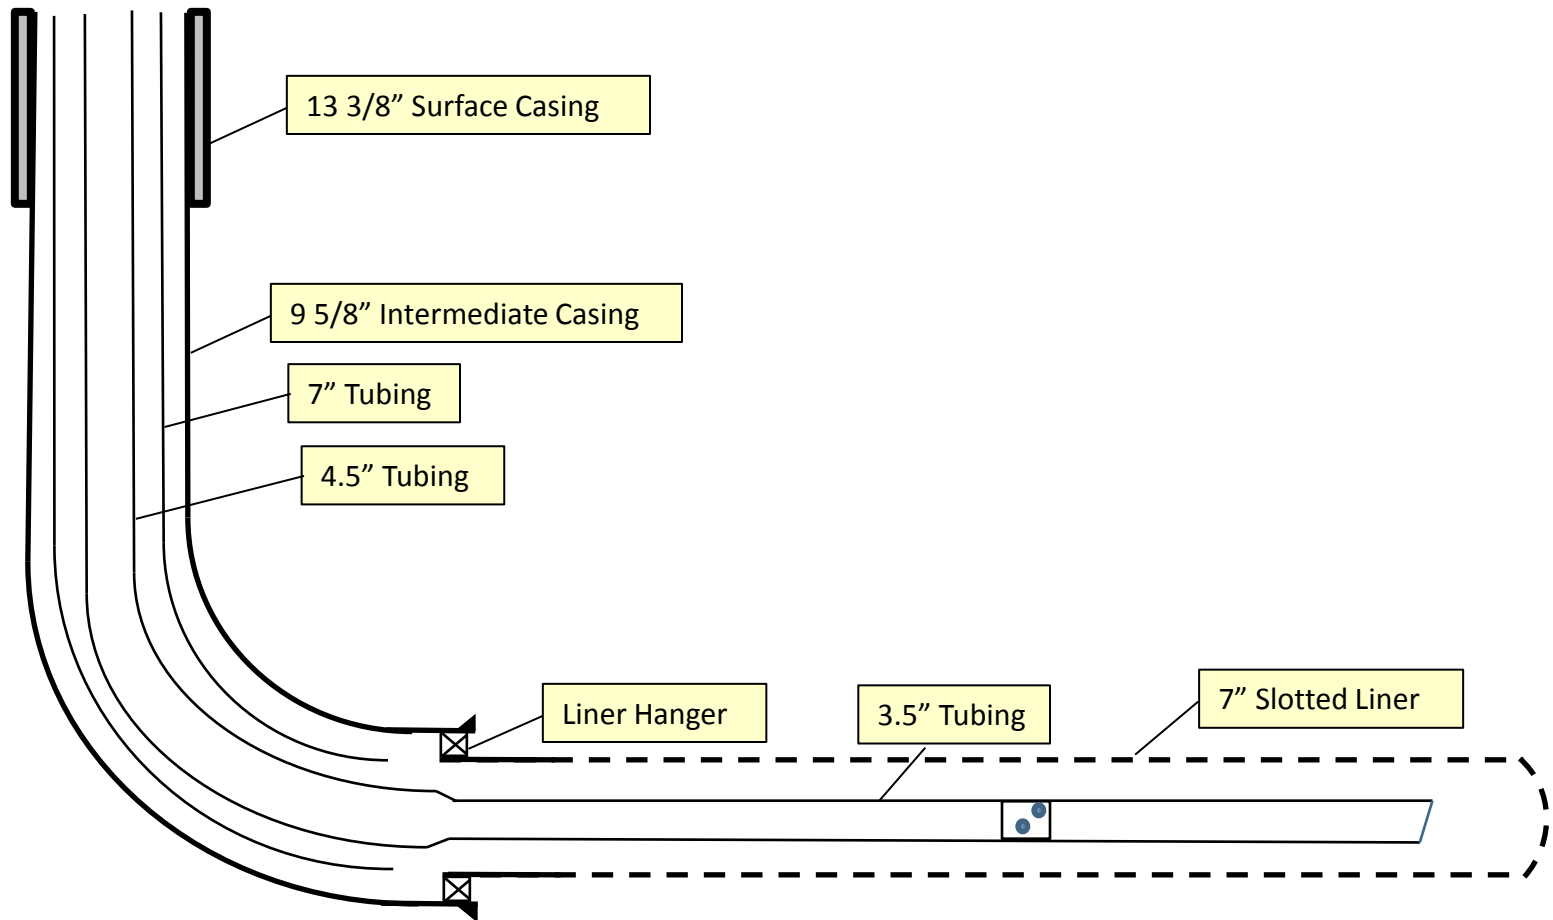 13 3/8” Surface Casing
9 5/8” Intermediate Casing
7” Tubing
4.5” Tubing
Liner Hanger
3.5” Tubing
7” Slotted Liner